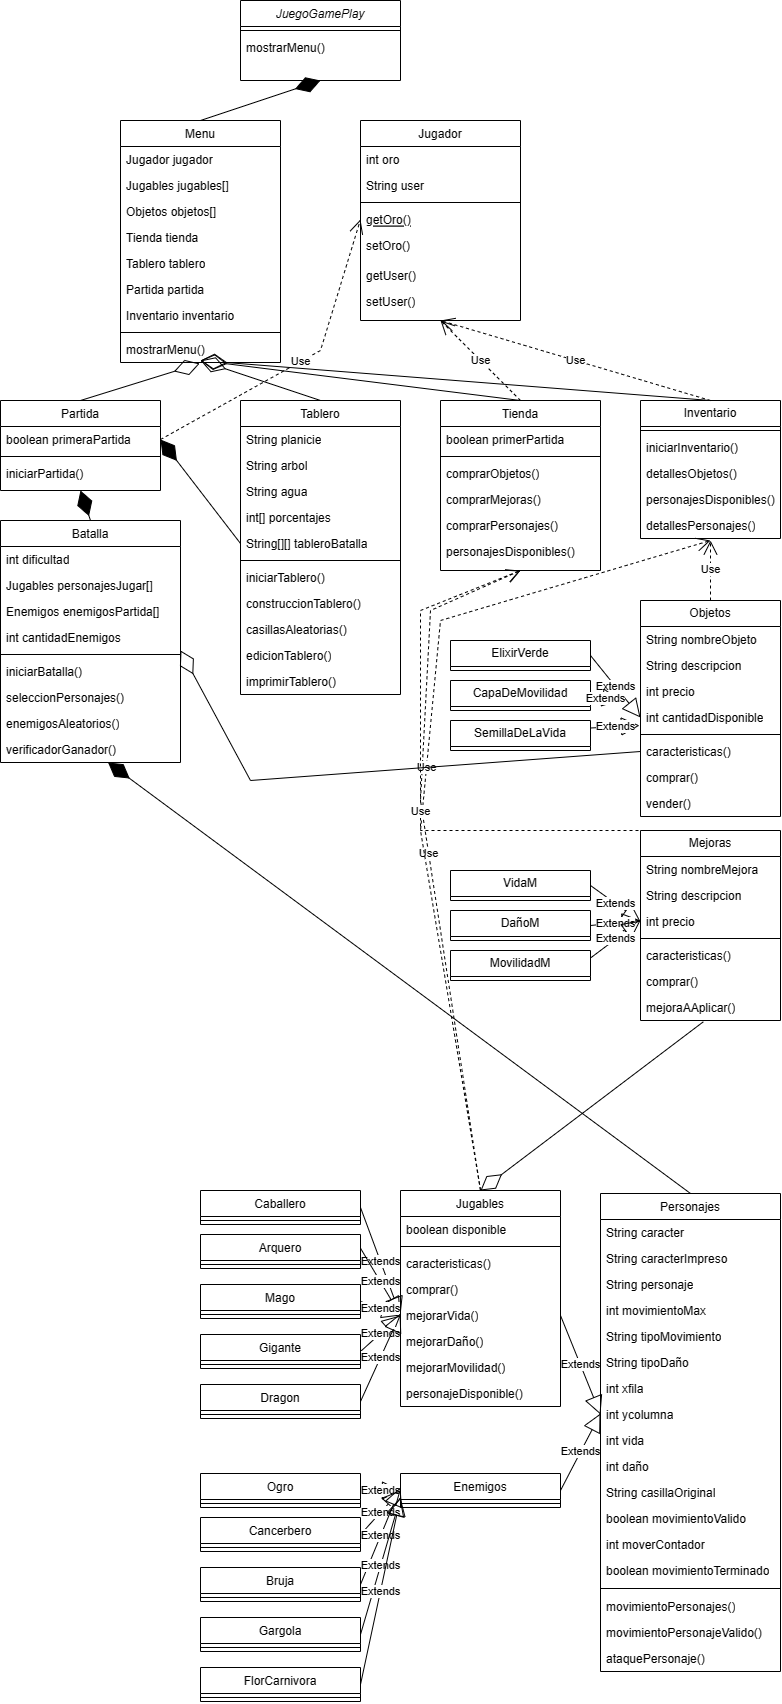 JuegoGamePlay
mostrarMenu()
Menu
Jugador jugador
Jugables jugables[]
Objetos objetos[]
Tienda tienda
Tablero tablero
Partida partida
Inventario inventario
mostrarMenu()
Jugador
int oro
String user
getOro()
setOro()
getUser()
setUser()
Use
Use
Use
Partida
boolean primeraPartida
iniciarPartida()
Tablero
String planicie
String arbol
String agua
int[] porcentajes
String[][] tableroBatalla
iniciarTablero()
construccionTablero()
casillasAleatorias()
edicionTablero()
imprimirTablero()
Tienda
boolean primerPartida
comprarObjetos()
comprarMejoras()
comprarPersonajes()
personajesDisponibles()
Inventario
iniciarInventario()
detallesObjetos()
personajesDisponibles()
detallesPersonajes()
Use
Batalla
int dificultad
Jugables personajesJugar[]
Enemigos enemigosPartida[]
int cantidadEnemigos
iniciarBatalla()
seleccionPersonajes()
enemigosAleatorios()
verificadorGanador()
ElixirVerde
CapaDeMovilidad
SemillaDeLaVida
Extends
Extends
Extends
Objetos
String nombreObjeto
String descripcion
int precio
int cantidadDisponible
caracteristicas()
comprar()
vender()
Use
Use
Use
VidaM
DañoM
MovilidadM
Extends
Extends
Extends
Mejoras
String nombreMejora
String descripcion
int precio
caracteristicas()
comprar()
mejoraAAplicar()
Caballero
Arquero
Mago
Gigante
Dragon
Extends
Extends
Extends
Extends
Extends
Jugables
boolean disponible
caracteristicas()
comprar()
mejorarVida()
mejorarDaño()
mejorarMovilidad()
personajeDisponible()
Extends
Extends
Personajes
String caracter
String caracterImpreso
String personaje
int movimientoMax
String tipoMovimiento
String tipoDaño
int xfila
int ycolumna
int vida
int daño
String casillaOriginal
boolean movimientoValido
int moverContador
boolean movimientoTerminado
movimientoPersonajes()
movimientoPersonajeValido()
ataquePersonaje()
Ogro
Cancerbero
Bruja
Gargola
FlorCarnivora
Extends
Extends
Extends
Extends
Extends
Enemigos